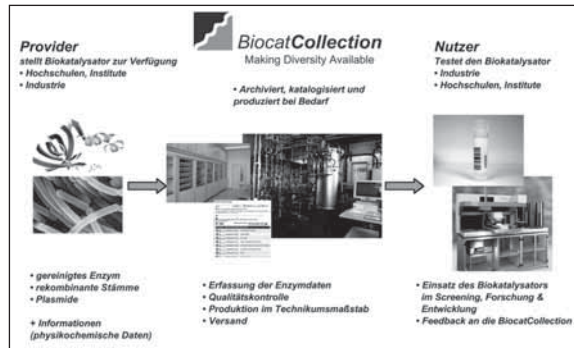 Provider
stellt Biokatalysator zur Verfügung
• Hochschulen, Institute
• Industrie
BiocatCollection
Making Diversity Available
• Archiviert, katalogisiert und
produziert bei Bedarf
Nutzer
Testet den Biokatalysator
• Industrie
• Hochschulen, Institute
• gereinigtes Enzym
• rekombinante Stämme
• Plasmide
+ Informationen
(physikochemische Daten)
• Erfassung der Enzymdaten
• Qualitätskontrolle
• Produktion im Technikumsmaßstab
• Versand
• Einsatz des Biokatalysators
im Screening, Forschung &
Entwicklung
• Feedback an die BiocatCollection